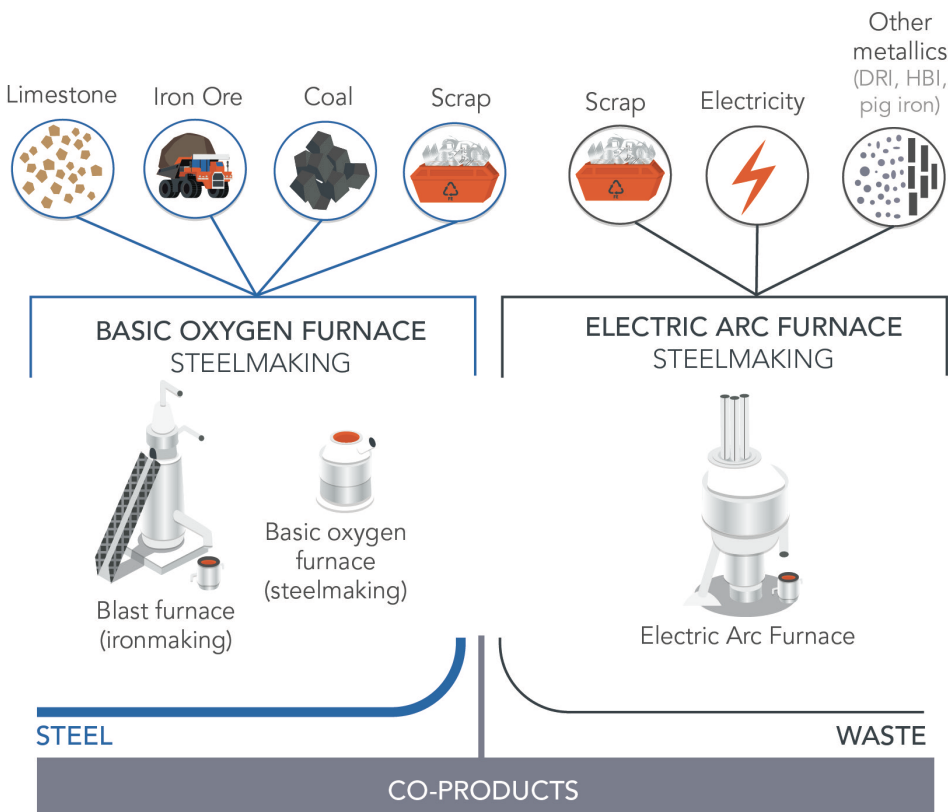 Limestone
Iron Ore
Coal
Scrap
Scrap
Electricity
Other
metallics
(DRI, HBI,
pig iron)
BASIC OXYGEN FURNACE
STEELMAKING
ELECTRIC ARC FURNACE
STEELMAKING
Blast furnace
(ironmaking)
Basic oxygen
furnace
(steelmaking)
Electric Arc Furnace
STEEL
WASTE
CO-PRODUCTS